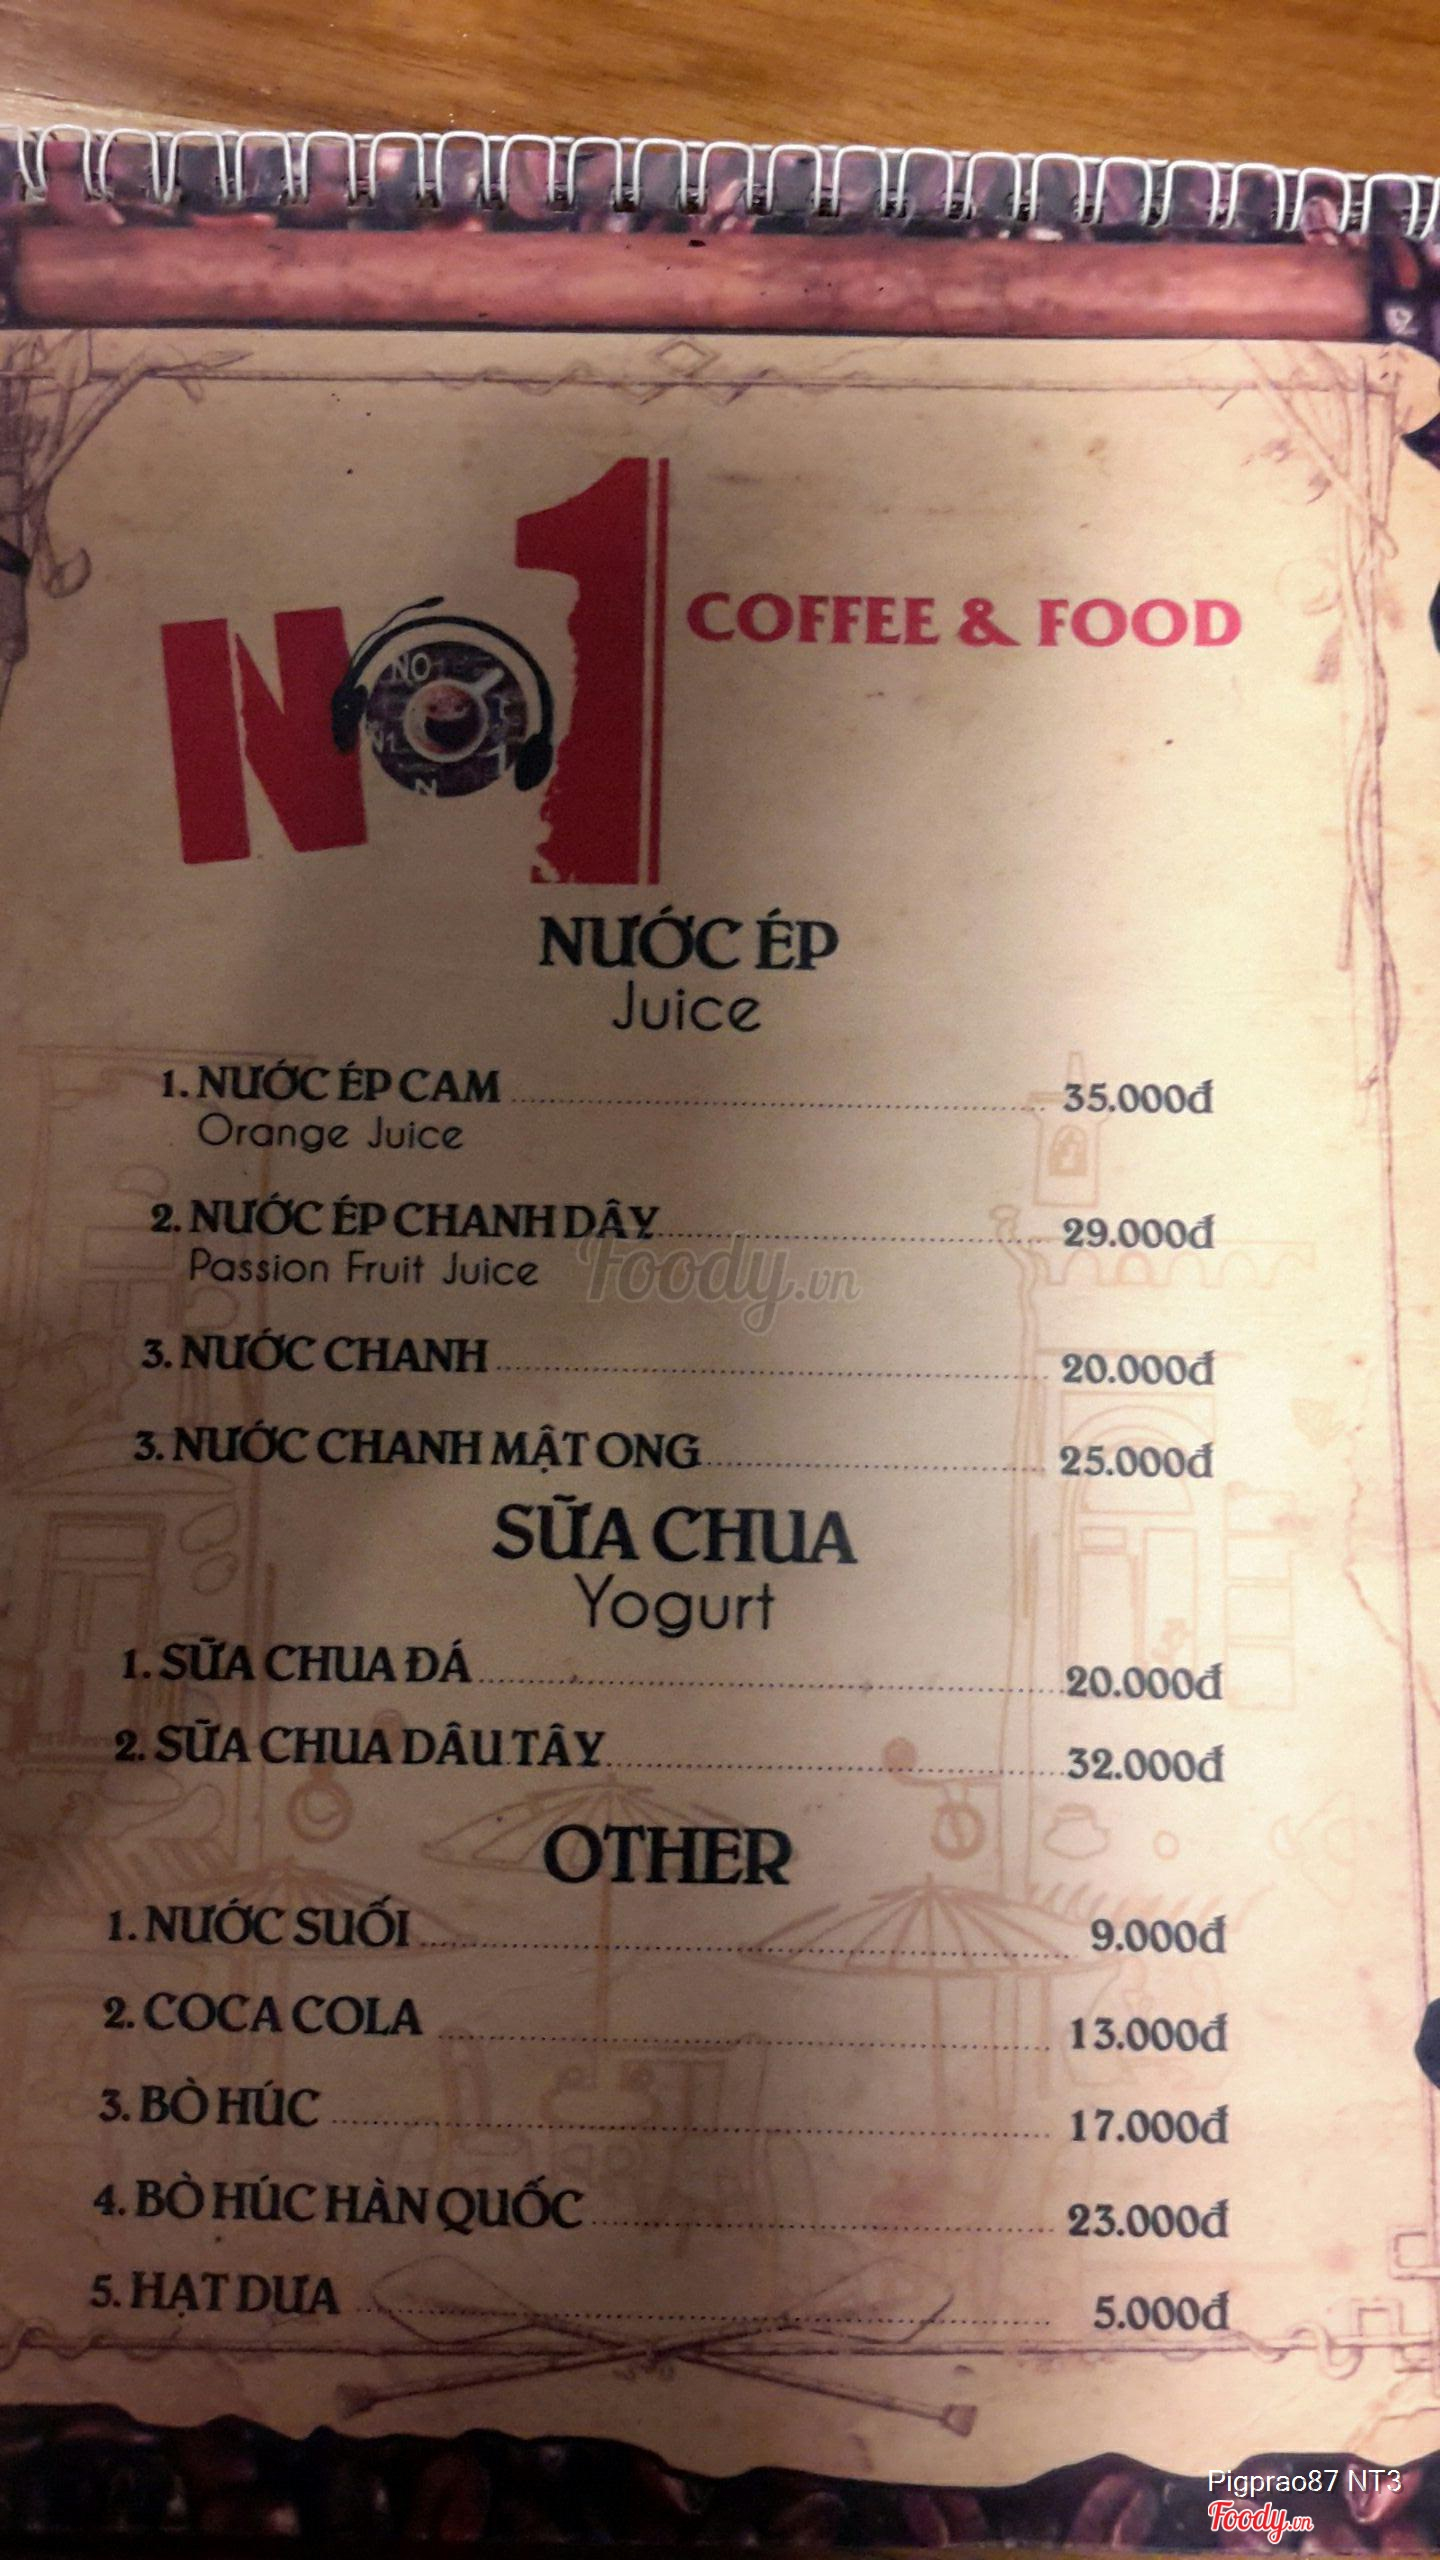 No1 COFFEE & FOOD
NƯỚC ÉP
Juice
1. NƯỚC ÉP CAM 35.000đ
Orange Juice
2. NƯỚC ÉP CHANH DÂY 29.000đ
Passion Fruit Juice
Foody.vn
3. NƯỚC CHANH 20.000đ
3. NƯỚC CHANH MẬT ONG 25.000đ
SỮA CHUA
Yogurt
1. SỮA CHUA ĐÁ 20.000đ
2. SỮA CHUA DÂU TÂY 32.000đ
OTHER
1. NƯỚC SUỐI 9.000đ
2. COCA COLA 13.000đ
3. BÒ HÚC 17.000đ
4. BÒ HÚC HÀN QUỐC 23.000đ
5. HẠT DƯA 5.000đ
Pigprao87 NT3
Foody.vn